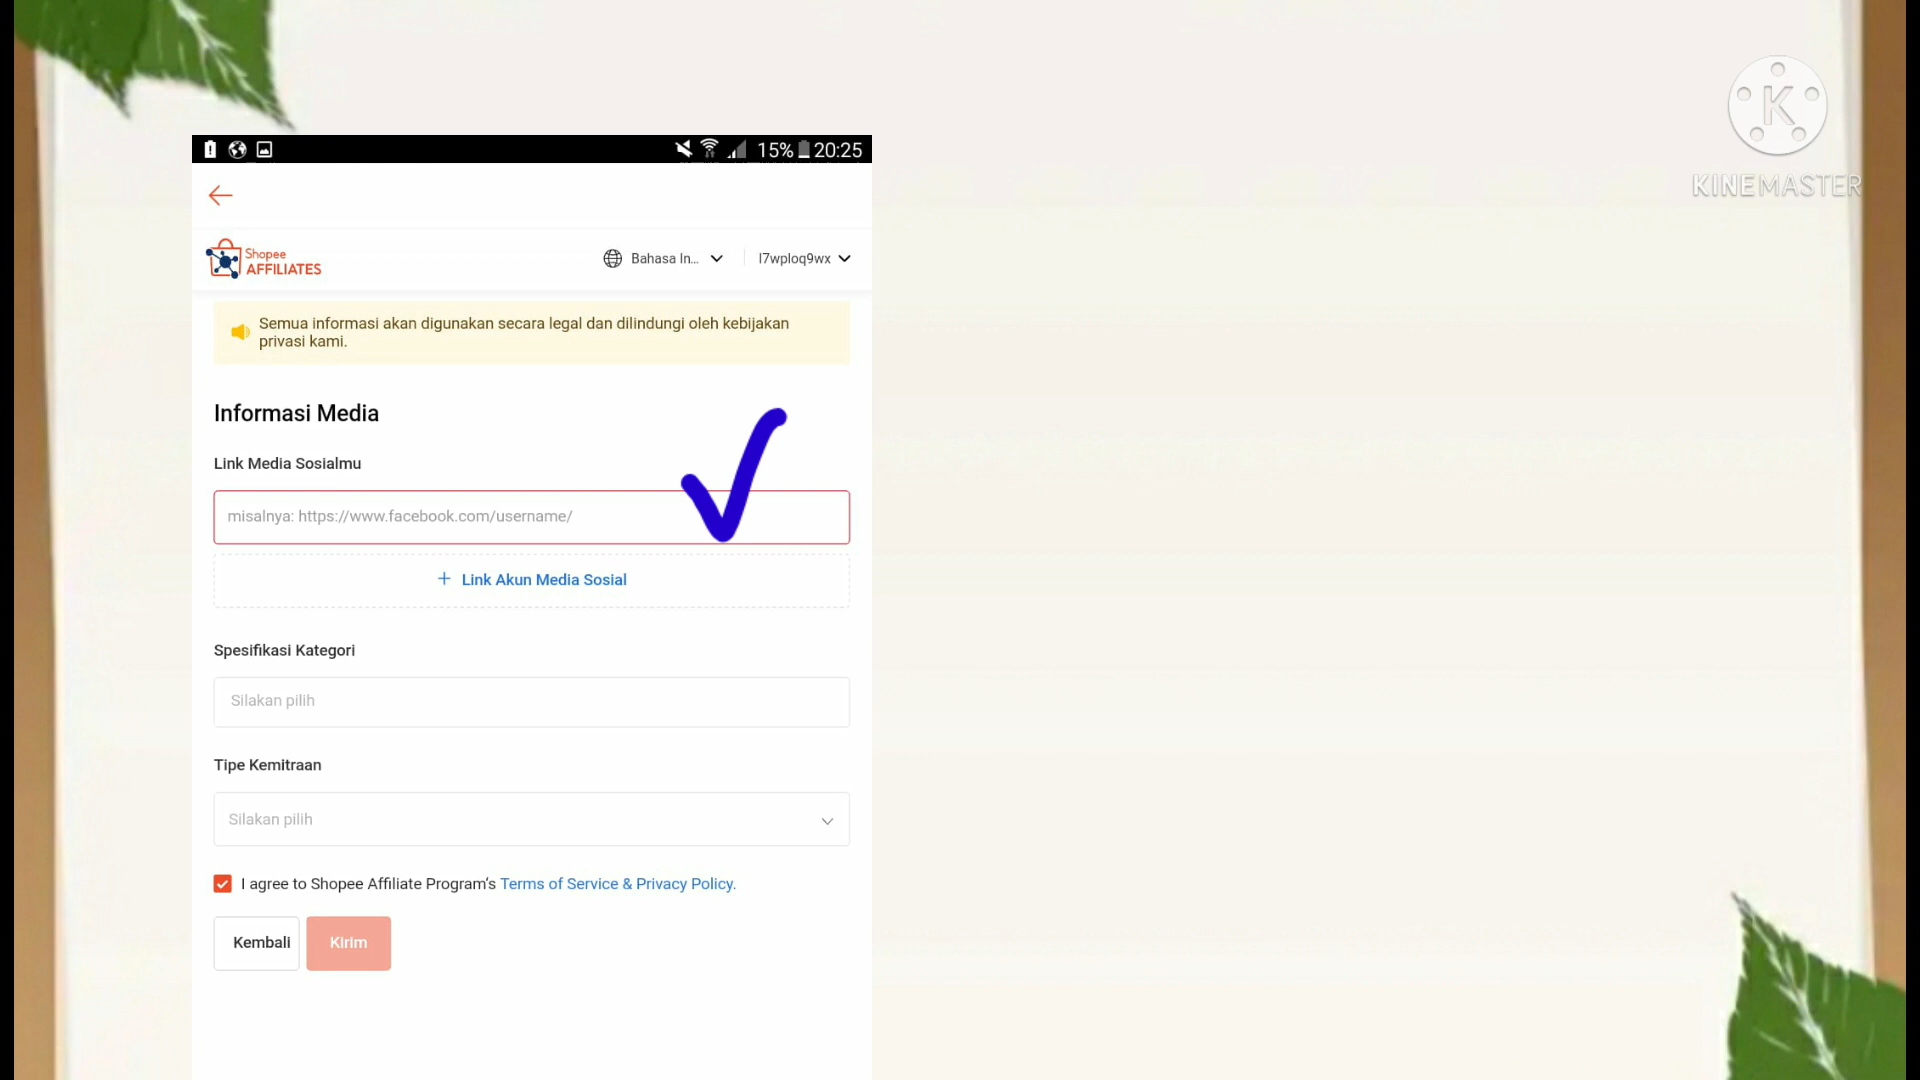 15% 20:25
K
KINEMASTER
Shopee
AFFILIATES
Bahasa In...
l7wploq9wx
Semua informasi akan digunakan secara legal dan dilindungi oleh kebijakan
privasi kami.
Informasi Media
Link Media Sosialmu
misalnya: https://www.facebook.com/username/
+ Link Akun Media Sosial
Spesifikasi Kategori
Silakan pilih
Tipe Kemitraan
Silakan pilih
I agree to Shopee Affiliate Program's Terms of Service & Privacy Policy.
Kembali Kirim